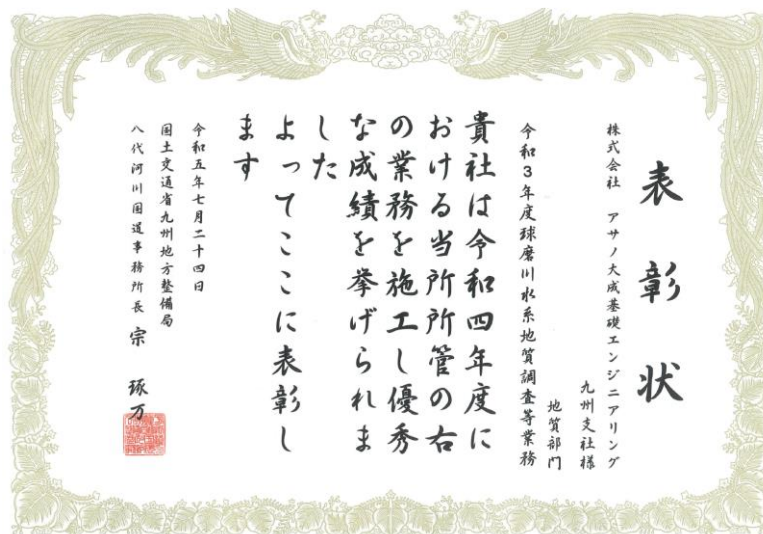 表彰状
株式会社 アサノ大成基礎エンジニアリング
九州支社様
地質部門
令和3年度球磨川水系地質調査等業務
貴社は令和四年度に
おける当所所管の右
の業務を施工し優秀
な成績を挙げられま
した
よってここに表彰し
ます
令和五年七月二十四日
国土交通省九州地方整備局
八代河川国道事務所長 宗 琢万